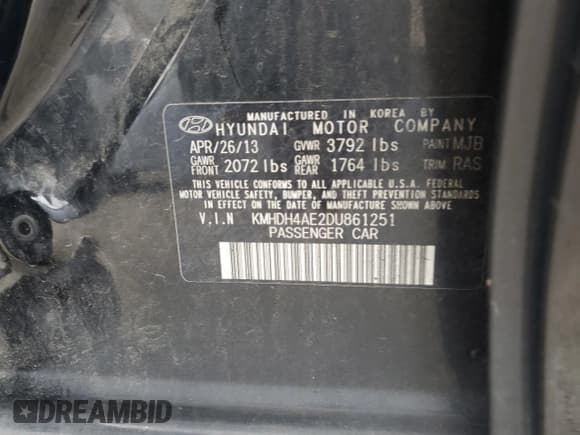 MANUFACTURED IN KOREA BY
HYUNDAI MOTOR COMPANY
APR/26/13 GVWR 3792 lbs PAINT MJB
GAWR FRONT 2072 lbs GAWR REAR 1764 lbs TRIM RAS
THIS VEHICLE CONFORMS TO ALL APPLICABLE U.S.A. FEDERAL
MOTOR VEHICLE SAFETY, BUMPER, AND THEFT PREVENTION STANDARDS
IN EFFECT ON THE DATE OF MANUFACTURE SHOWN ABOVE.
V.I.N KMHDH4AE2DU861251
PASSENGER CAR
DREAMBID